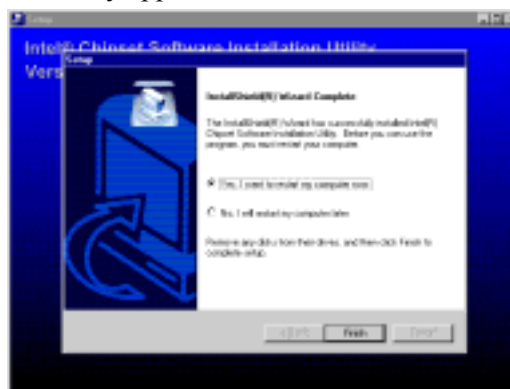 Setup
Intel(R) Chipset Software Installation Utility
Vers
Setup
InstallShield(R) Wizard Complete
The InstallShield(R) Wizard has successfully installed Intel(R)
Chipset Software Installation Utility. Before you can use the
program, you must restart your computer.
Yes, I want to restart my computer now.
No, I will restart my computer later.
Remove any disks from their drives, and then click Finish to
complete setup.
< Back Finish Cancel